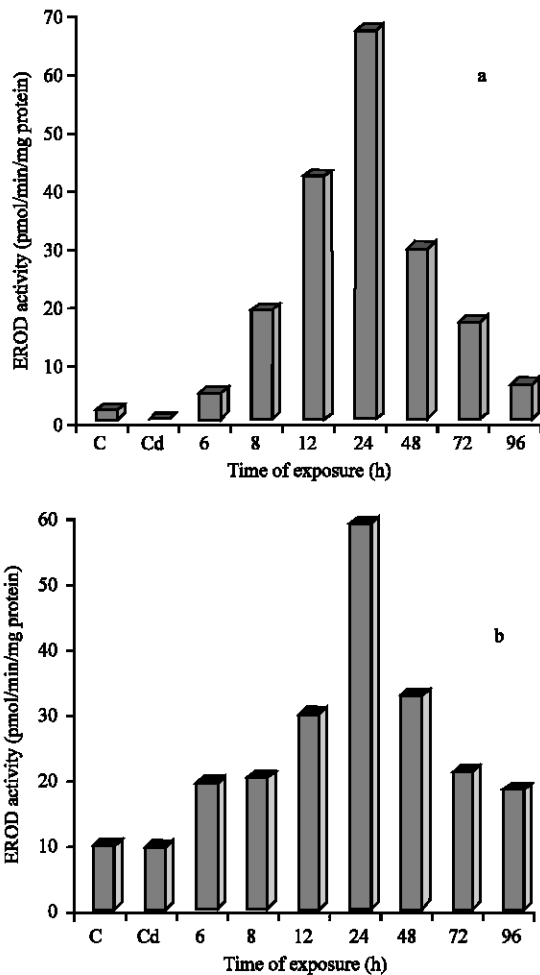 EROD activity (pmol/min/mg protein)
70
60
50
40
30
20
10
0
a
C Cd 6 8 12 24 48 72 96
Time of exposure (h)
EROD activity (pmol/min/mg protein)
60
50
40
30
20
10
0
b
C Cd 6 8 12 24 48 72 96
Time of exposure (h)